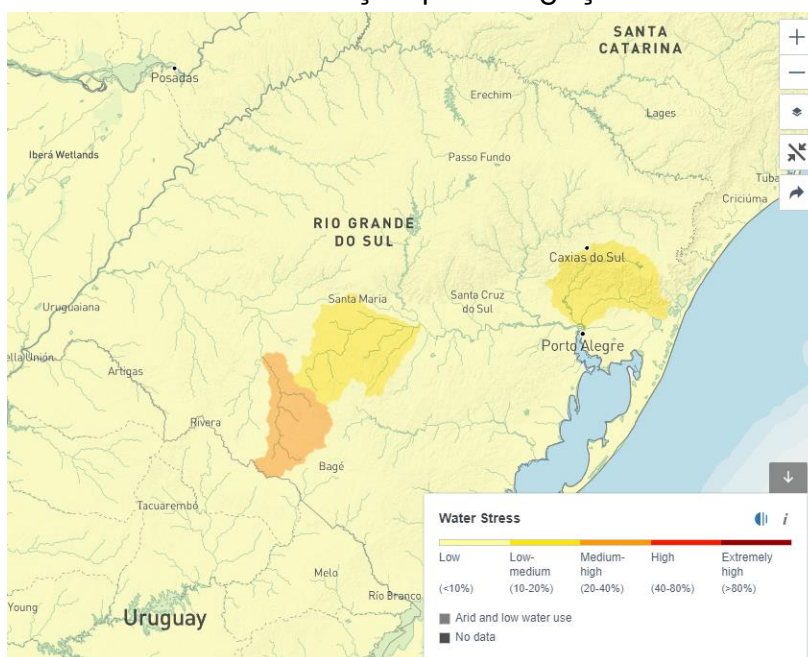 SANTA
CATARINA
Posadas
Erechim
Lages
Iberá Wetlands
Passo Fundo
Criciúma
RIO GRANDE
DO SUL
Caxias do Sul
Santa Maria
Santa Cruz
do Sul
Uruguaiana
Porto Alegre
Artigas
Rivera
Bagé
Tacuarembó
Melo
Río Branco
Young
Uruguay
Water Stress
i
Low
Low-
medium
Medium-
high
High
Extremely
high
(<10%)
(10-20%)
(20-40%)
(40-80%)
(>80%)
Arid and low water use
No data